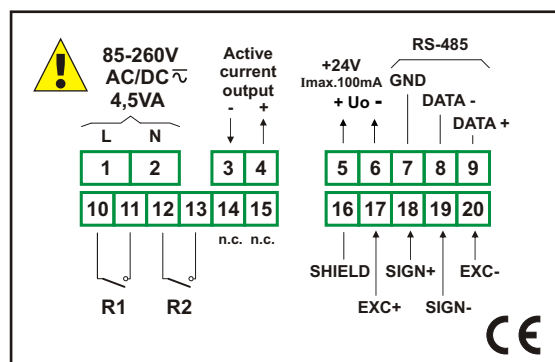 85-260V
AC/DC
4,5VA
L N
Active
current
output
- +
+24V
Imax.100mA
+ Uo -
RS-485
GND
DATA -
DATA +
1 2 3 4 5 6 7 8 9
10 11 12 13 14 15 16 17 18 19 20
n.c. n.c.
R1 R2
SHIELD SIGN+ EXC-
EXC+ SIGN-
CE